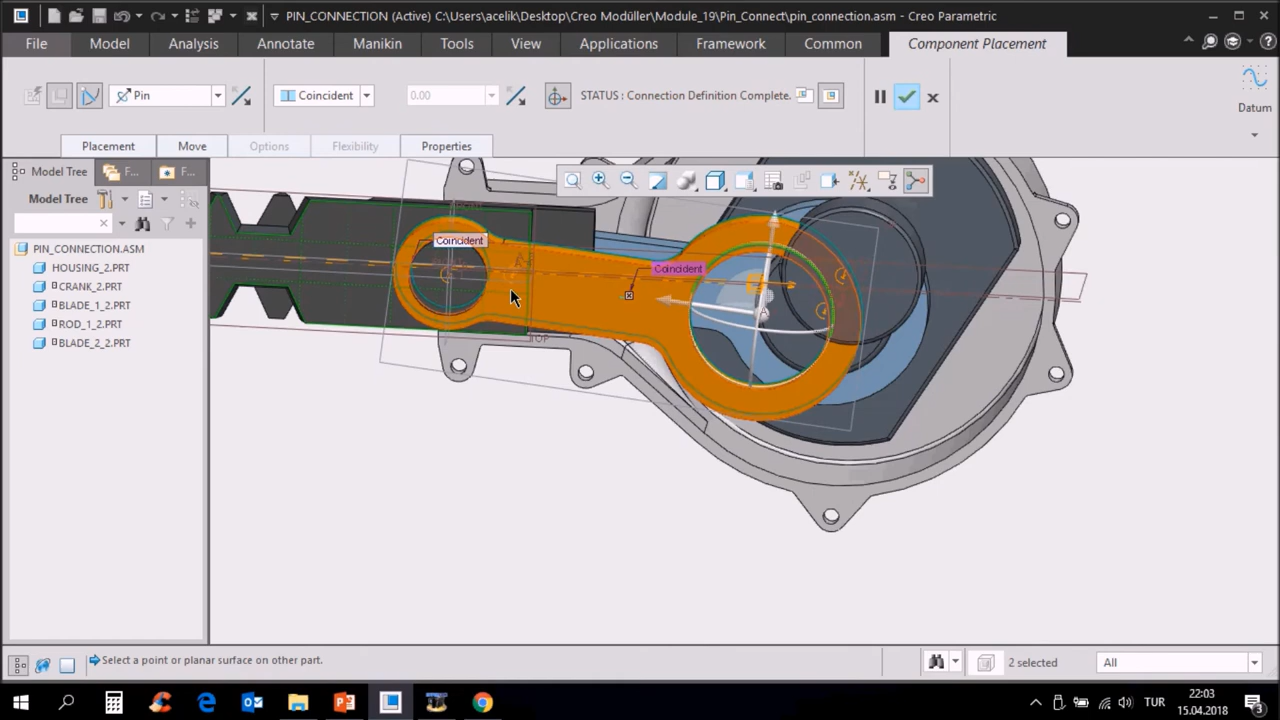 PIN_CONNECTION (Active) C:\Users\acelik\Desktop\Creo Modüller\Module_19\Pin_Connect\pin_connection.asm - Creo Parametric
File Model Analysis Annotate Manikin Tools View Applications Framework Common Component Placement
Pin Coincident 0.00 STATUS : Connection Definition Complete. Datum
Placement Move Options Flexibility Properties
Model Tree F... F...
Model Tree
PIN_CONNECTION.ASM
HOUSING_2.PRT
CRANK_2.PRT
BLADE_1_2.PRT
ROD_1_2.PRT
BLADE_2_2.PRT
Coincident
Coincident
TOP
Select a point or planar surface on other part.
2 selected All
TUR 22:03
15.04.2018
3